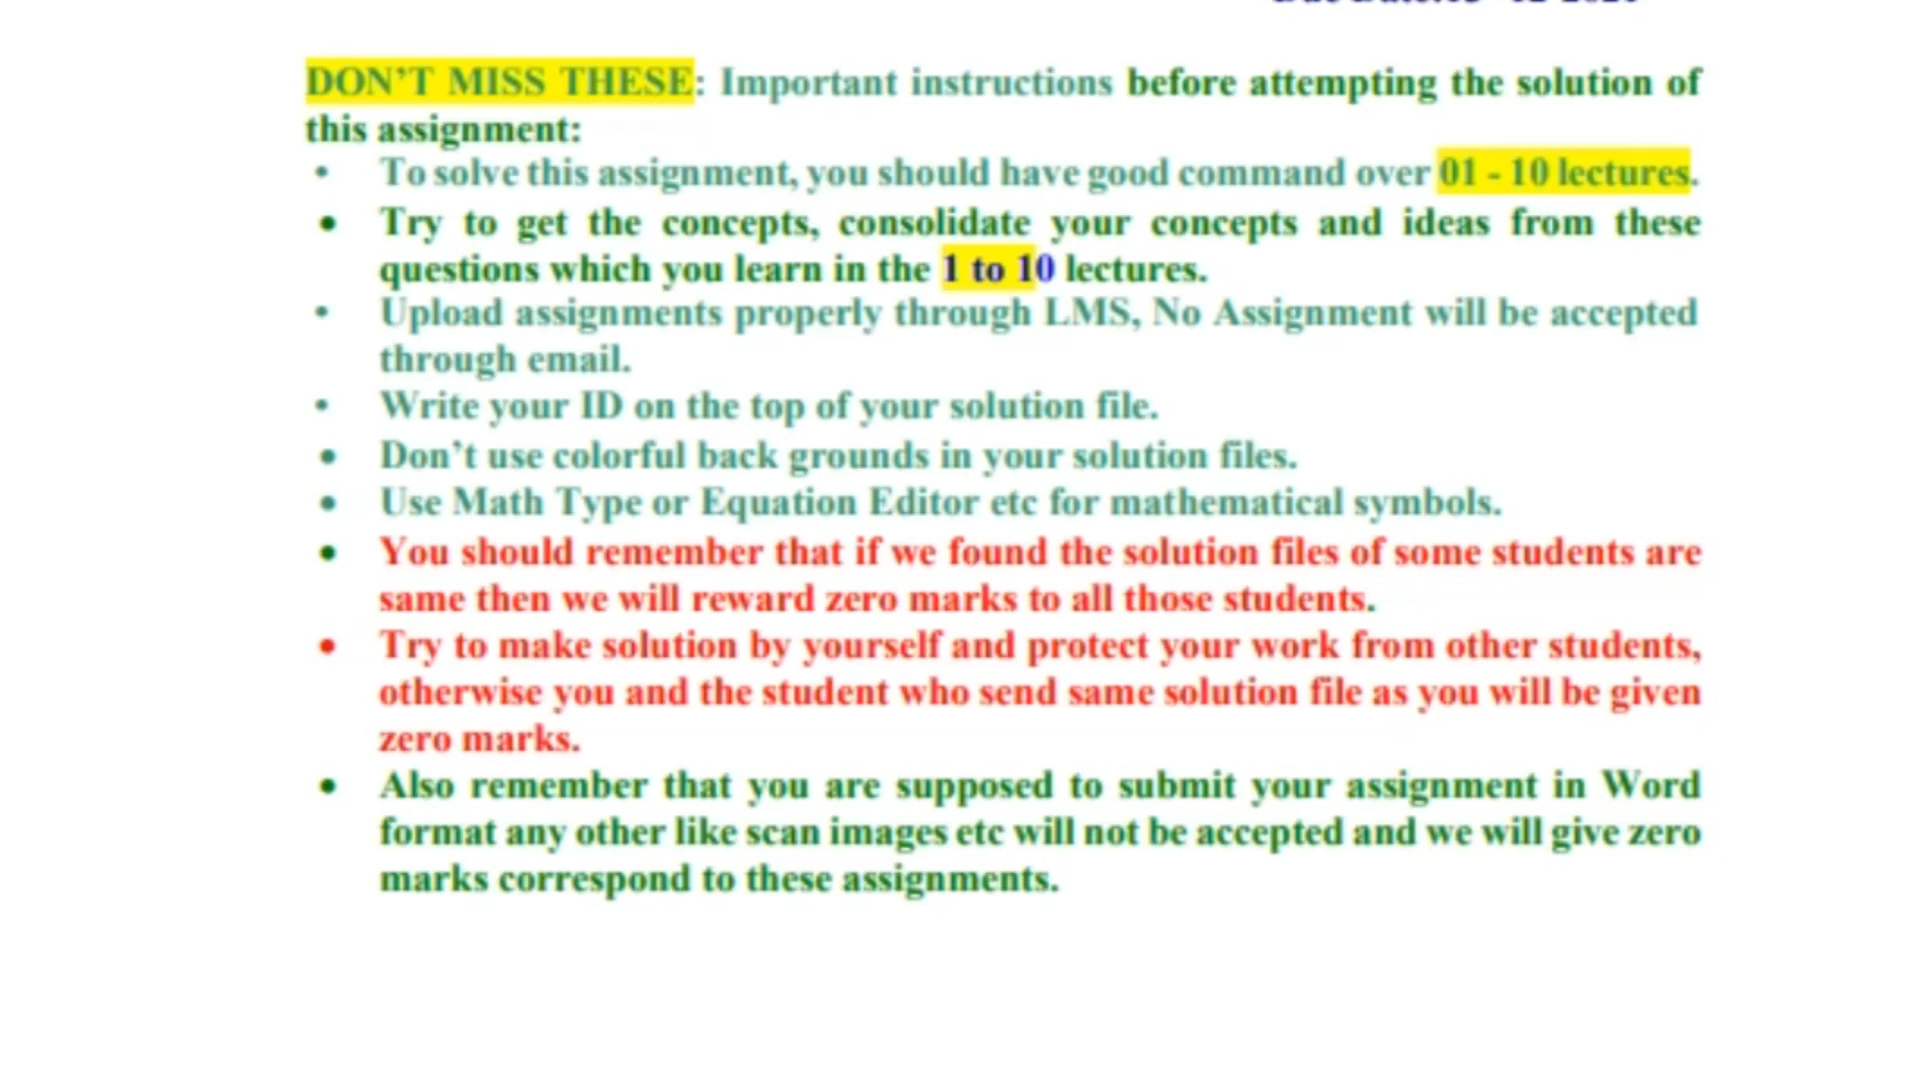 DON'T MISS THESE: Important instructions before attempting the solution of
this assignment:
• To solve this assignment, you should have good command over 01 - 10 lectures.
• Try to get the concepts, consolidate your concepts and ideas from these
questions which you learn in the 1 to 10 lectures.
• Upload assignments properly through LMS, No Assignment will be accepted
through email.
• Write your ID on the top of your solution file.
• Don't use colorful back grounds in your solution files.
• Use Math Type or Equation Editor etc for mathematical symbols.
• You should remember that if we found the solution files of some students are
same then we will reward zero marks to all those students.
• Try to make solution by yourself and protect your work from other students,
otherwise you and the student who send same solution file as you will be given
zero marks.
• Also remember that you are supposed to submit your assignment in Word
format any other like scan images etc will not be accepted and we will give zero
marks correspond to these assignments.